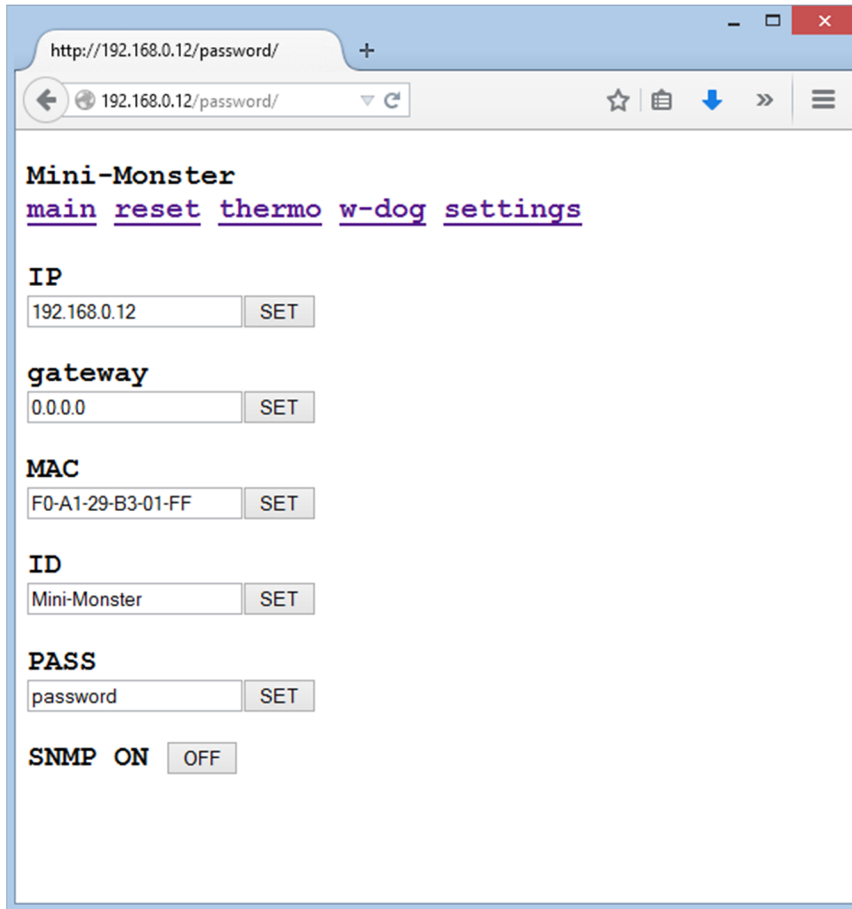 http://192.168.0.12/password/
192.168.0.12/password/
Mini-Monster
main reset thermo w-dog settings
IP
192.168.0.12 SET
gateway
0.0.0.0 SET
MAC
F0-A1-29-B3-01-FF SET
ID
Mini-Monster SET
PASS
password SET
SNMP ON OFF